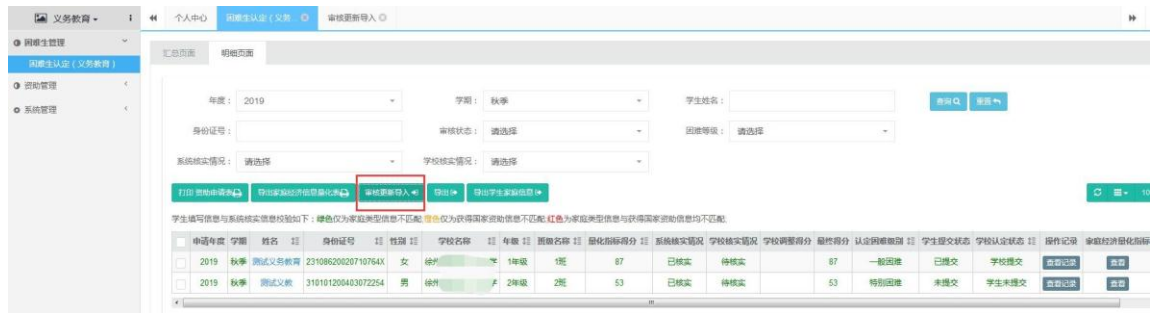 义务教育
个人中心
困难生认定（义务...
审核更新导入
困难生管理
困难生认定（义务教育）
资助管理
系统管理
汇总页面
明细页面
年度：
2019
学期：
秋季
学生姓名：
查询
重置
身份证号：
审核状态：
请选择
困难等级：
请选择
系统核实情况：
请选择
学校核实情况：
请选择
打印 资助申请表
导出家庭经济信息量化表
审核更新导入
导出
导出学生家庭信息
10
学生填写信息与系统核实信息校验如下：绿色仅为家庭类型信息不匹配;橙色仅为获得国家资助信息不匹配;红色为家庭类型信息与获得国家资助信息均不匹配
申请年度 学期 姓名 身份证号 性别 学校名称 年级 班级名称 量化指标得分 系统核实情况 学校核实情况 学校调整得分 最终得分 认定困难级别 学生提交状态 学校认定状态 操作记录 家庭经济量化指标
2019 秋季 测试义务教育 23108620020710764X 女 徐州 1年级 1班 87 已核实 待核实 87 一般困难 已提交 学校提交 查看记录 查看
2019 秋季 测试义教 310101200403072254 男 徐州 2年级 2班 53 已核实 待核实 53 特别困难 未提交 学生未提交 查看记录 查看